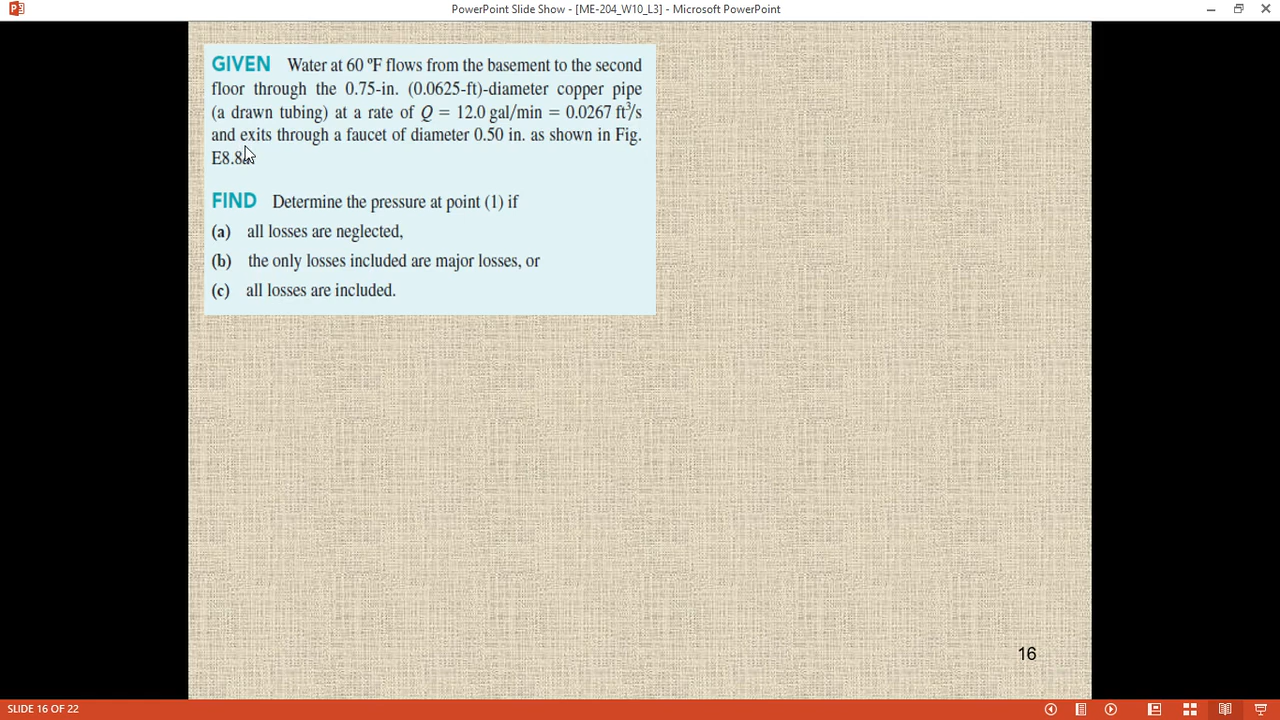 PowerPoint Slide Show - [ME-204_W10_L3] - Microsoft PowerPoint
GIVEN Water at 60 ºF flows from the basement to the second
floor through the 0.75-in. (0.0625-ft)-diameter copper pipe
(a drawn tubing) at a rate of Q = 12.0 gal/min = 0.0267 ft³/s
and exits through a faucet of diameter 0.50 in. as shown in Fig.
FIND Determine the pressure at point (1) if
(a) all losses are neglected,
(b) the only losses included are major losses, or
(c) all losses are included.
16
SLIDE 16 OF 22